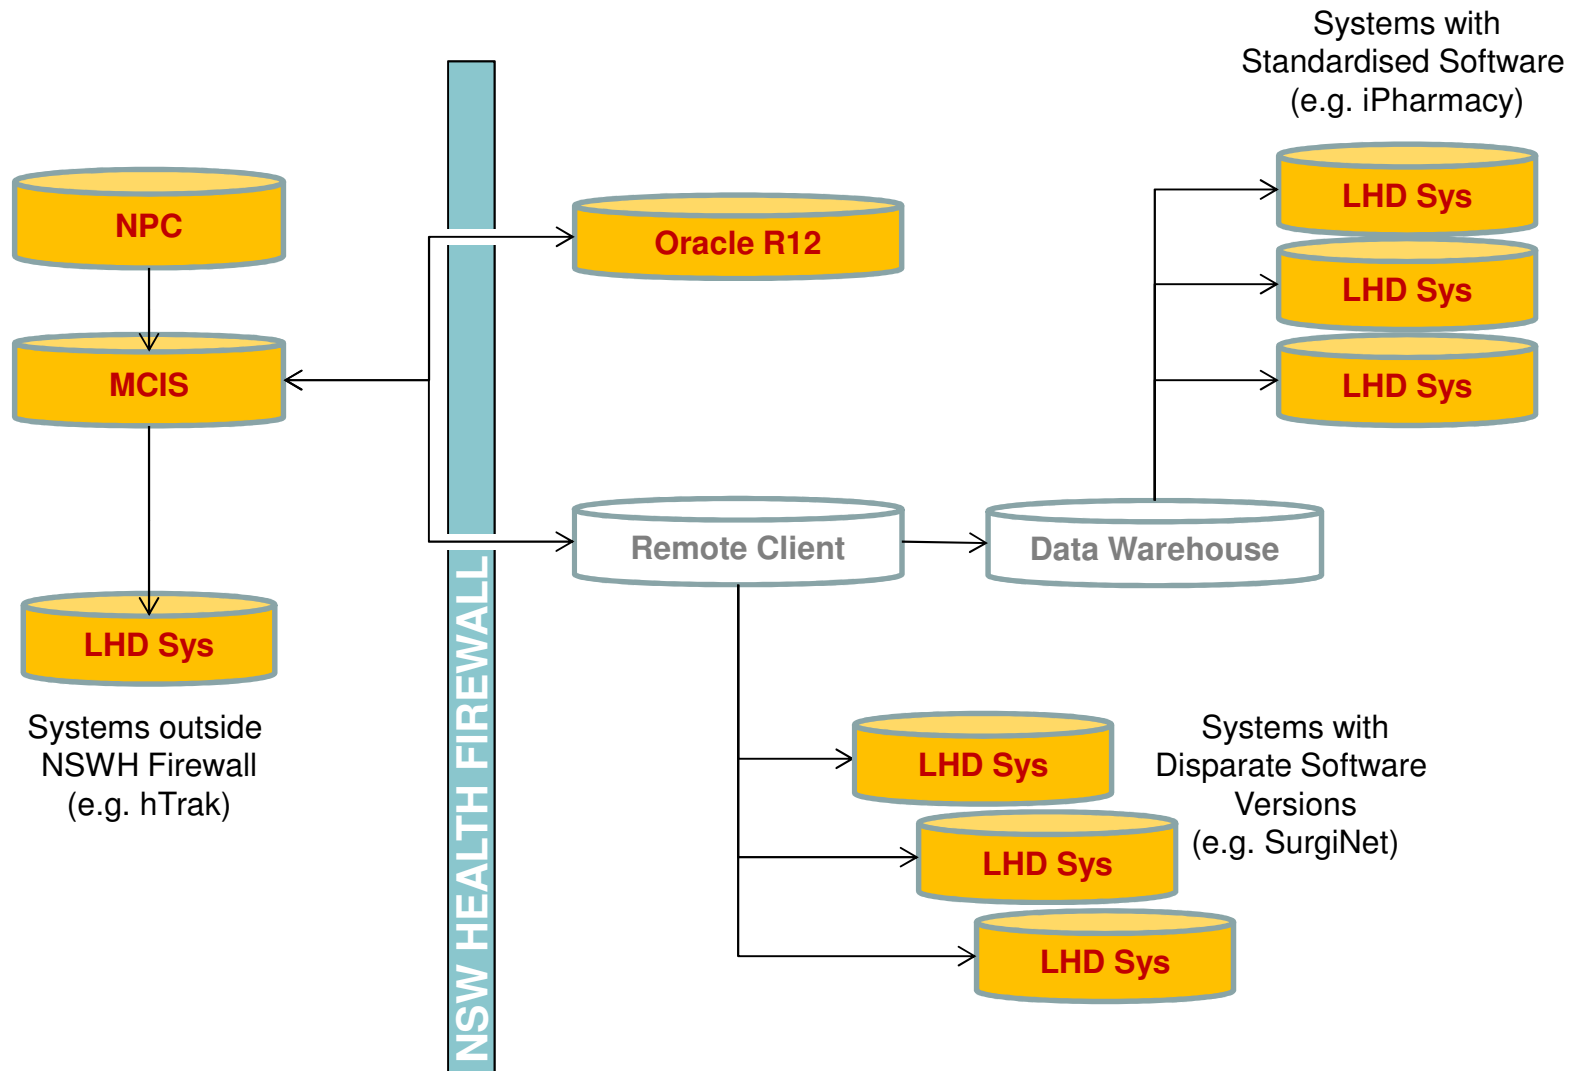 Systems with
Standardised Software
(e.g. iPharmacy)
NPC
LHD Sys
Oracle R12
LHD Sys
MCIS
LHD Sys
Remote Client
Data Warehouse
LHD Sys
Systems outside
NSWH Firewall
(e.g. hTrak)
NSW HEALTH FIREWALL
LHD Sys
LHD Sys
LHD Sys
Systems with
Disparate Software
Versions
(e.g. SurgiNet)